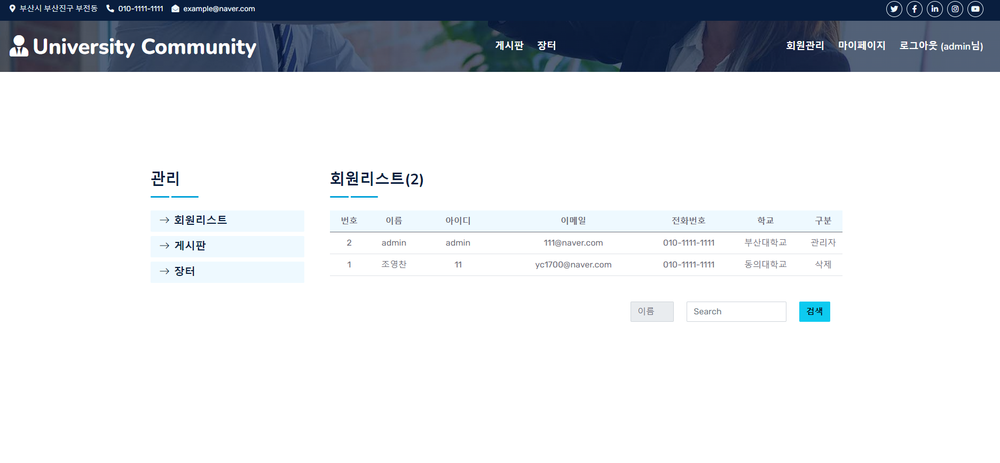 부산시 부산진구 부전동 010-1111-1111 example@naver.com
University Community 게시판 장터 회원관리 마이페이지 로그아웃 (admin님)
관리
회원리스트
게시판
장터
회원리스트(2)
번호 이름 아이디 이메일 전화번호 학교 구분
2 admin admin 111@naver.com 010-1111-1111 부산대학교 관리자
1 조영찬 11 yc1700@naver.com 010-1111-1111 동의대학교 삭제
이름 Search 검색